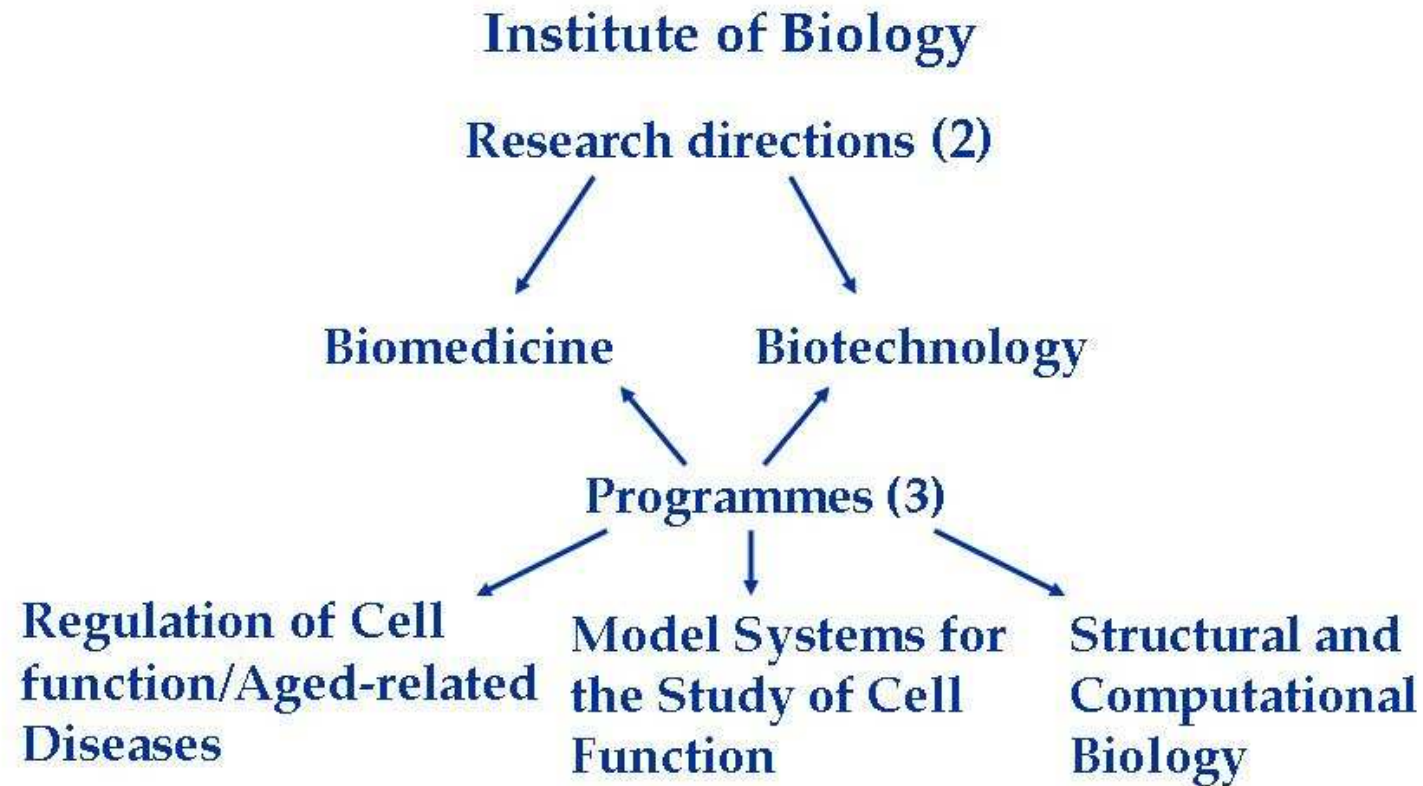 Institute of Biology
Research directions (2)
Biomedicine
Biotechnology
Programmes (3)
Regulation of Cell
function/Aged-related
Diseases
Model Systems for
the Study of Cell
Function
Structural and
Computational
Biology